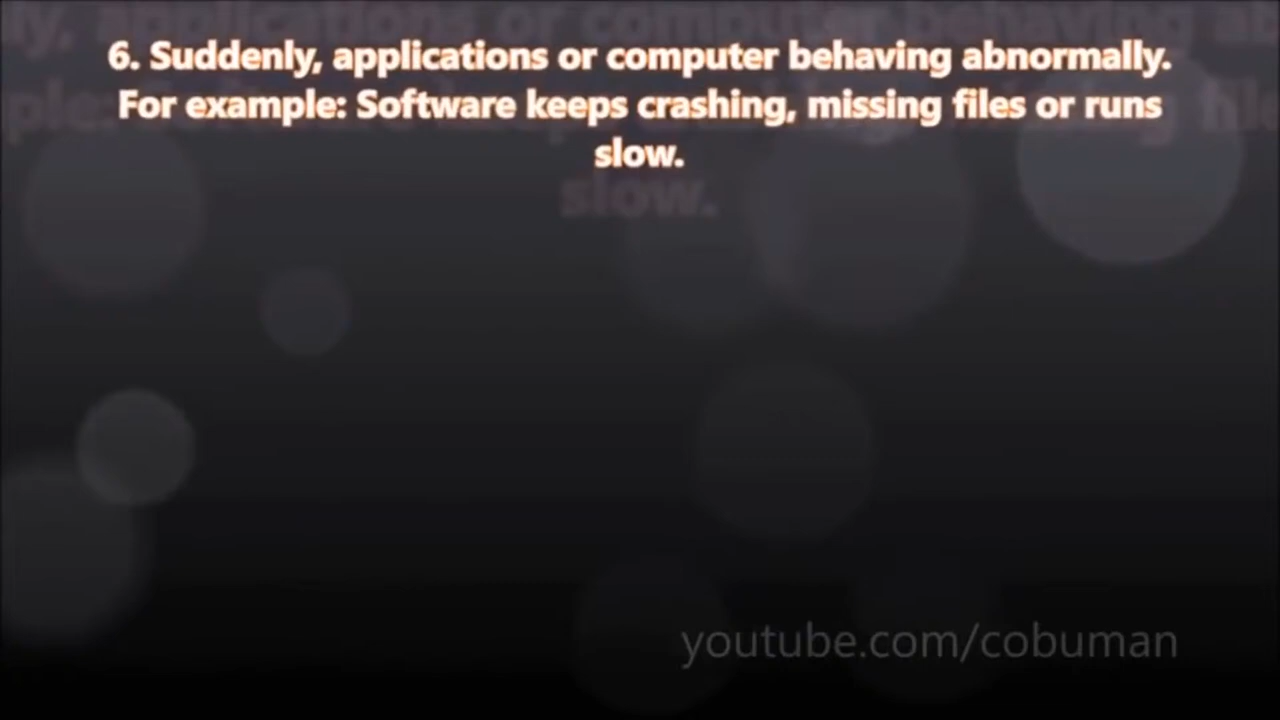 6. Suddenly, applications or computer behaving abnormally.
For example: Software keeps crashing, missing files or runs
slow.
youtube.com/cobuman